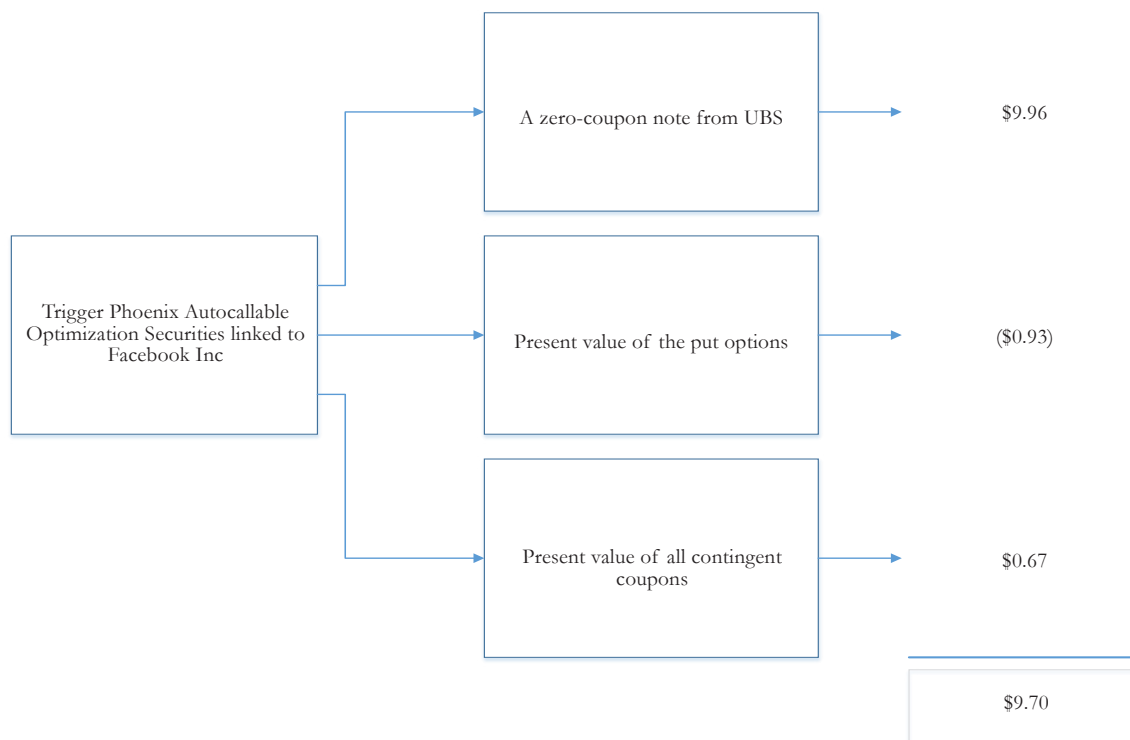 A zero-coupon note from UBS
$9.96
Trigger Phoenix Autocallable
Optimization Securities linked to
Facebook Inc
Present value of the put options
($0.93)
Present value of all contingent
coupons
$0.67
$9.70